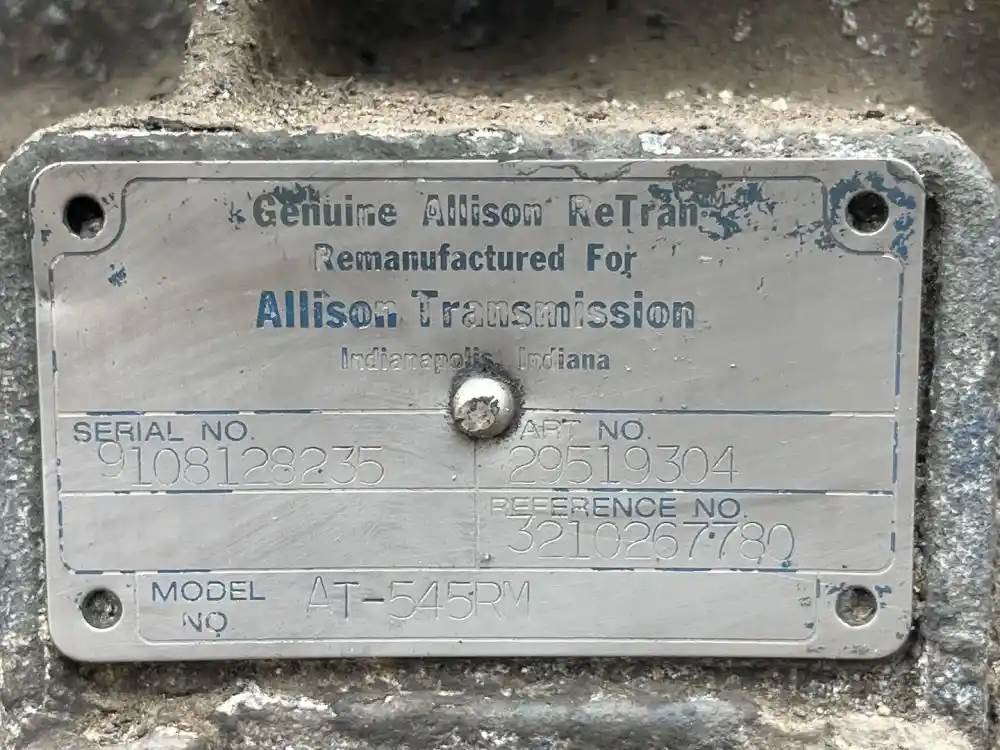 Genuine Allison ReTran TM
Remanufactured For
Allison Transmission
Indianapolis, Indiana
SERIAL NO.
9108128235
PART NO.
29519304
REFERENCE NO.
3210267780
MODEL NO.
AT-545RM